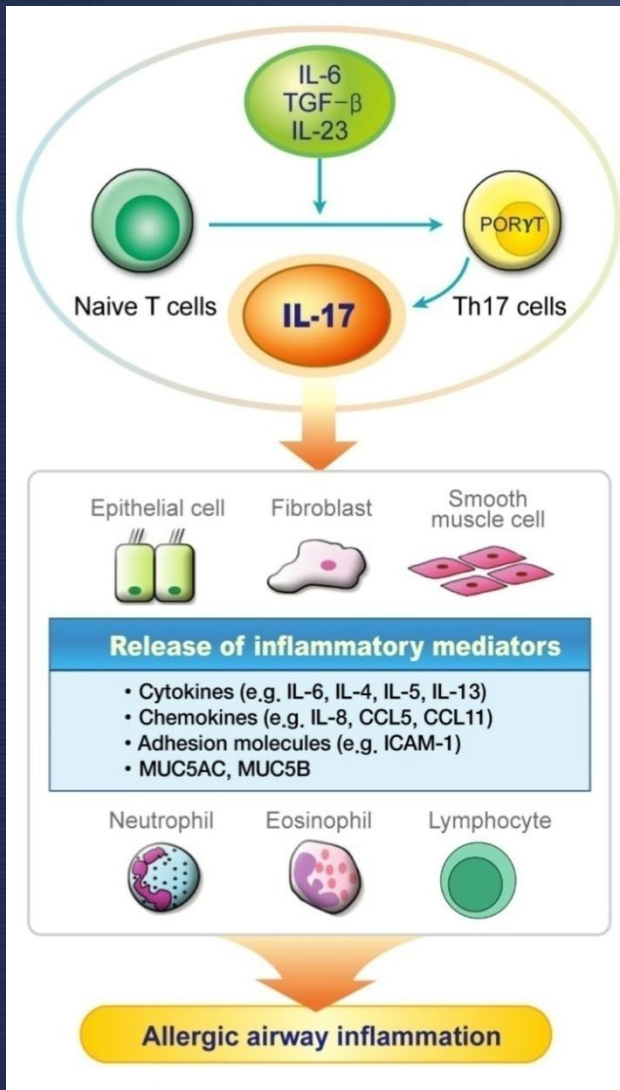 IL-6
TGF-β
IL-23
PORγT
Naive T cells
IL-17
Th17 cells
Epithelial cell
Fibroblast
Smooth
muscle cell
Release of inflammatory mediators
• Cytokines (e.g. IL-6, IL-4, IL-5, IL-13)
• Chemokines (e.g. IL-8, CCL5, CCL11)
• Adhesion molecules (e.g. ICAM-1)
• MUC5AC, MUC5B
Neutrophil
Eosinophil
Lymphocyte
Allergic airway inflammation